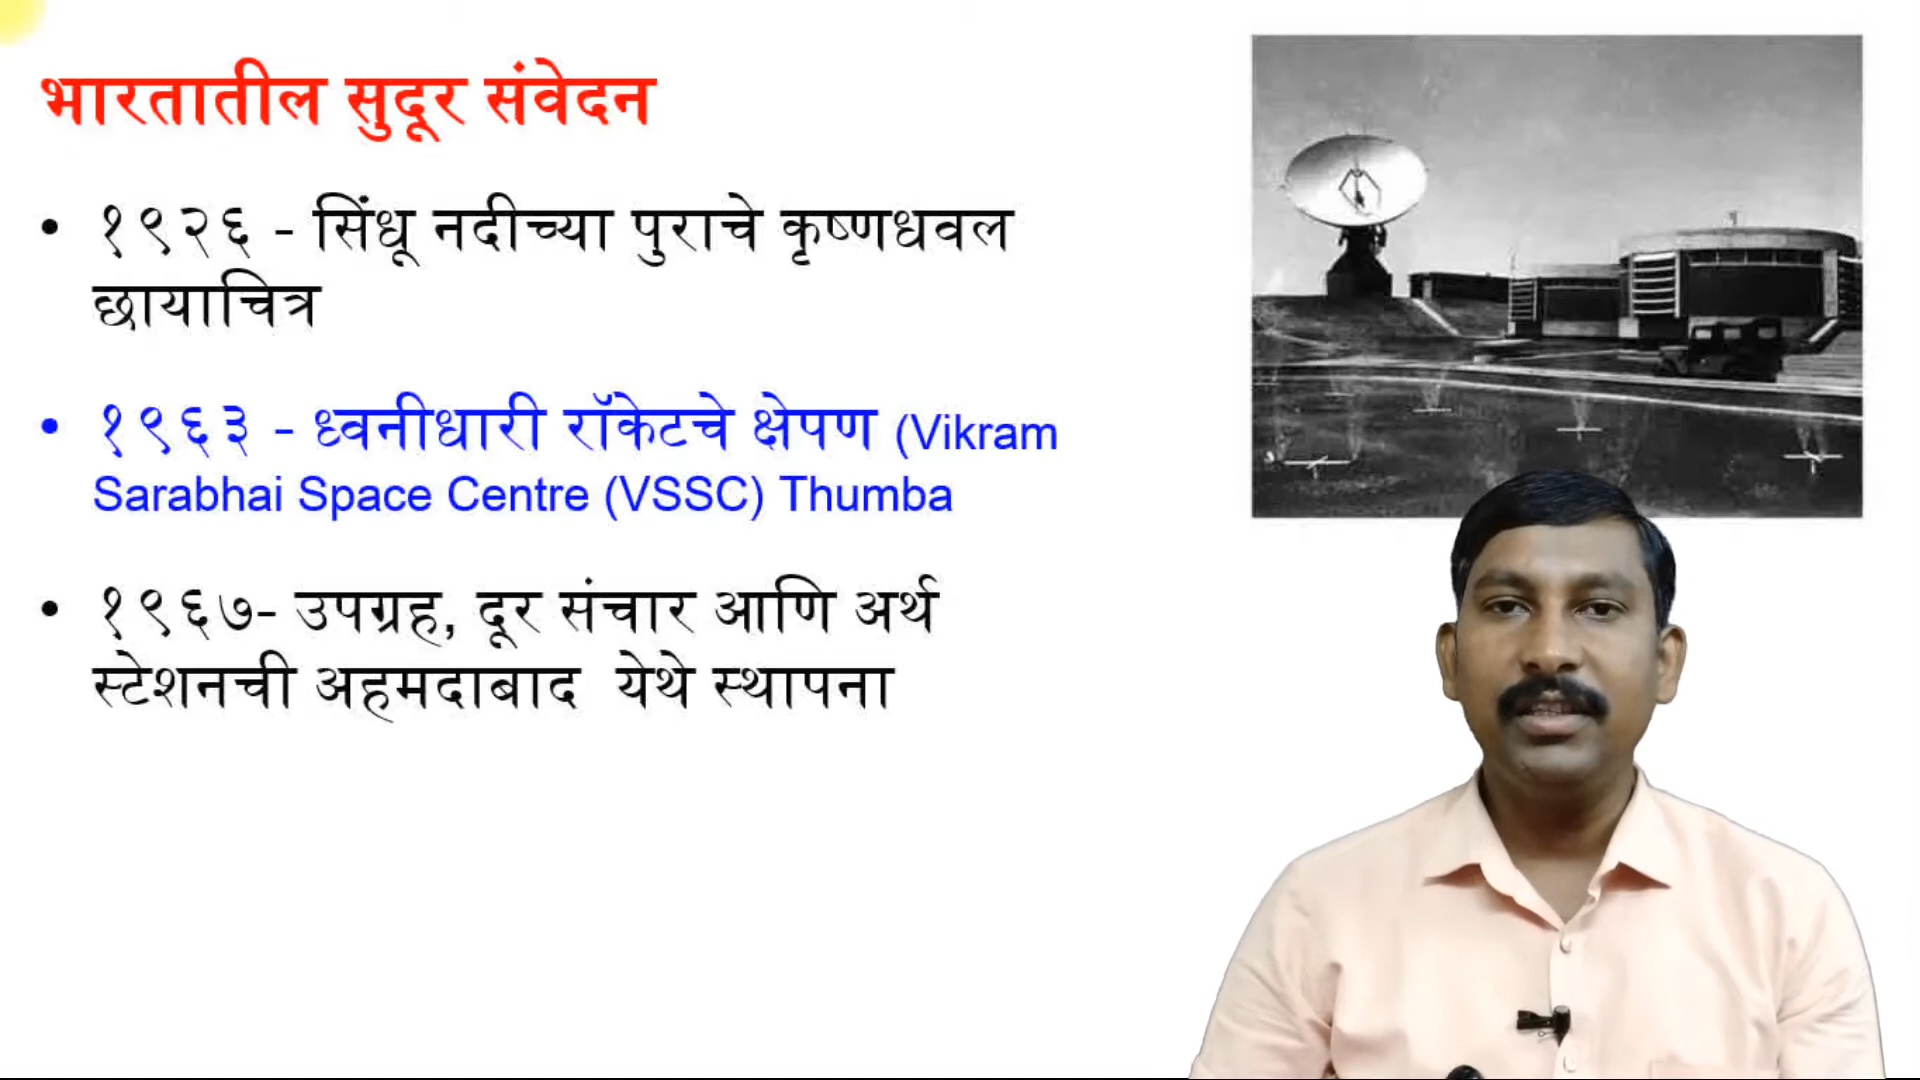 भारतातील सुदूर संवेदन
• १९२६ - सिंधू नदीच्या पुराचे कृष्णधवल
छायाचित्र
• १९६३ - ध्वनीधारी रॉकेटचे क्षेपण (Vikram
Sarabhai Space Centre (VSSC) Thumba
• १९६७- उपग्रह, दूर संचार आणि अर्थ
स्टेशनची अहमदाबाद येथे स्थापना